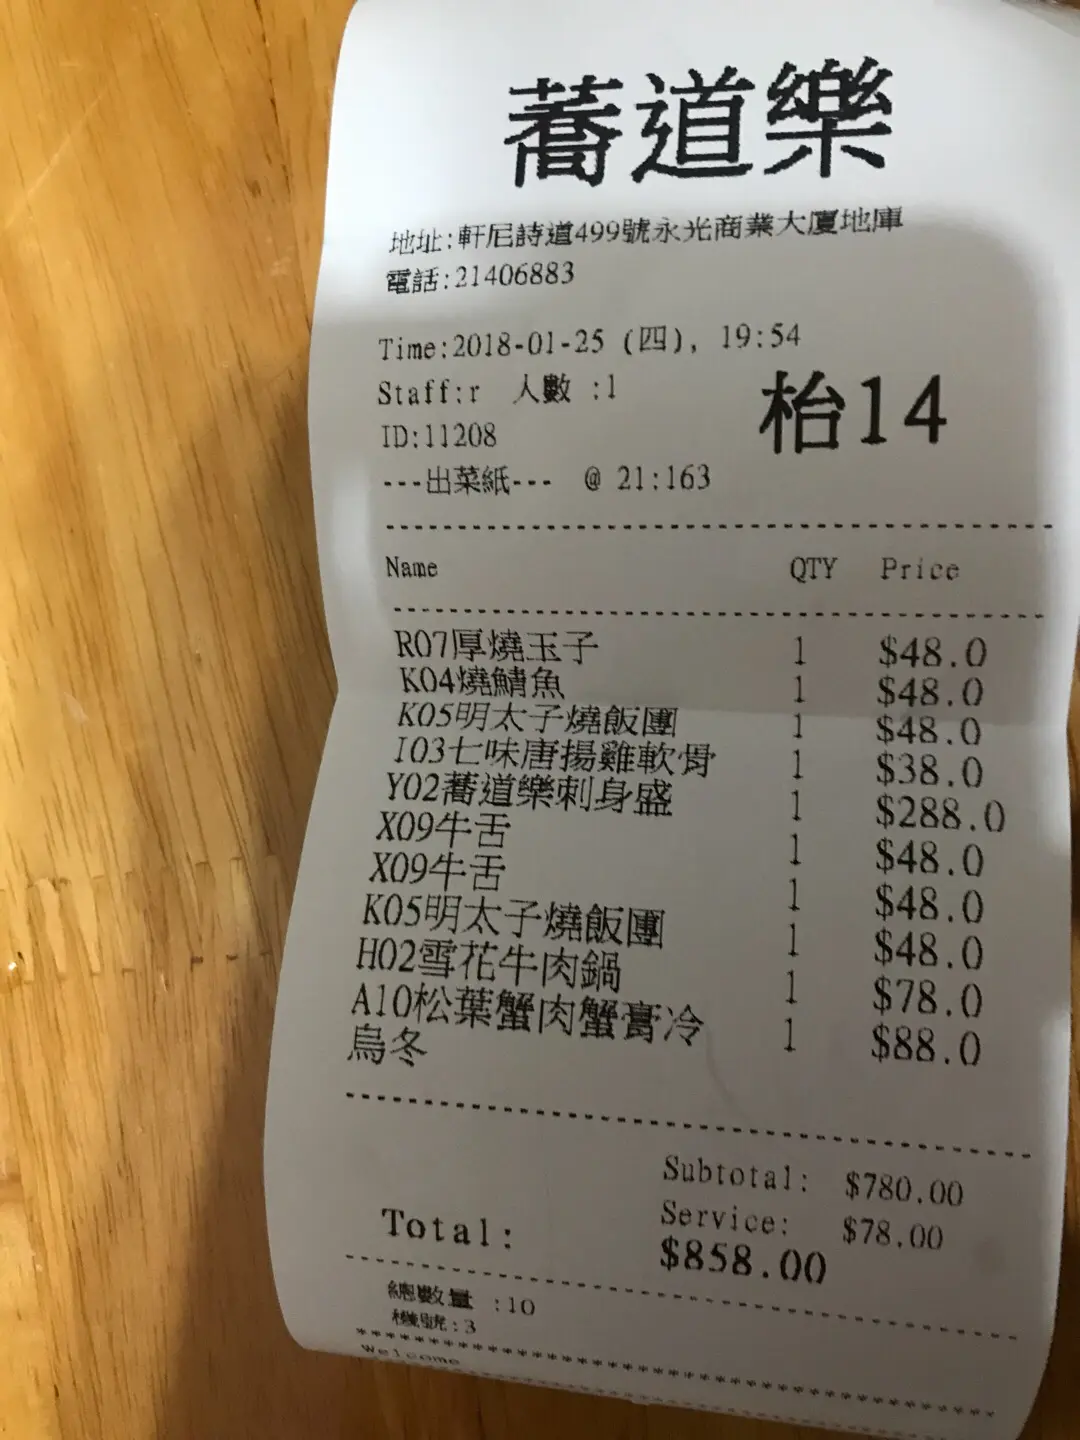 蕎道樂
地址:軒尼詩道499號永光商業大廈地庫
電話:21406883
Time:2018-01-25 (四), 19:54
Staff:r 人數 :1
枱14
ID:11208
---出菜紙--- @ 21:163
Name QTY Price
R07厚燒玉子 1 $48.0
K04燒鯖魚 1 $48.0
K05明太子燒飯團 1 $48.0
I03七味唐揚雞軟骨 1 $38.0
Y02蕎道樂刺身盛 1 $288.0
X09牛舌 1 $48.0
X09牛舌 1 $48.0
K05明太子燒飯團 1 $48.0
H02雪花牛肉鍋 1 $78.0
A10松葉蟹肉蟹膏冷 1 $88.0
烏冬
Subtotal: $780.00
Service: $78.00
Total: $858.00
總數量 :10
機號:3
Welcome